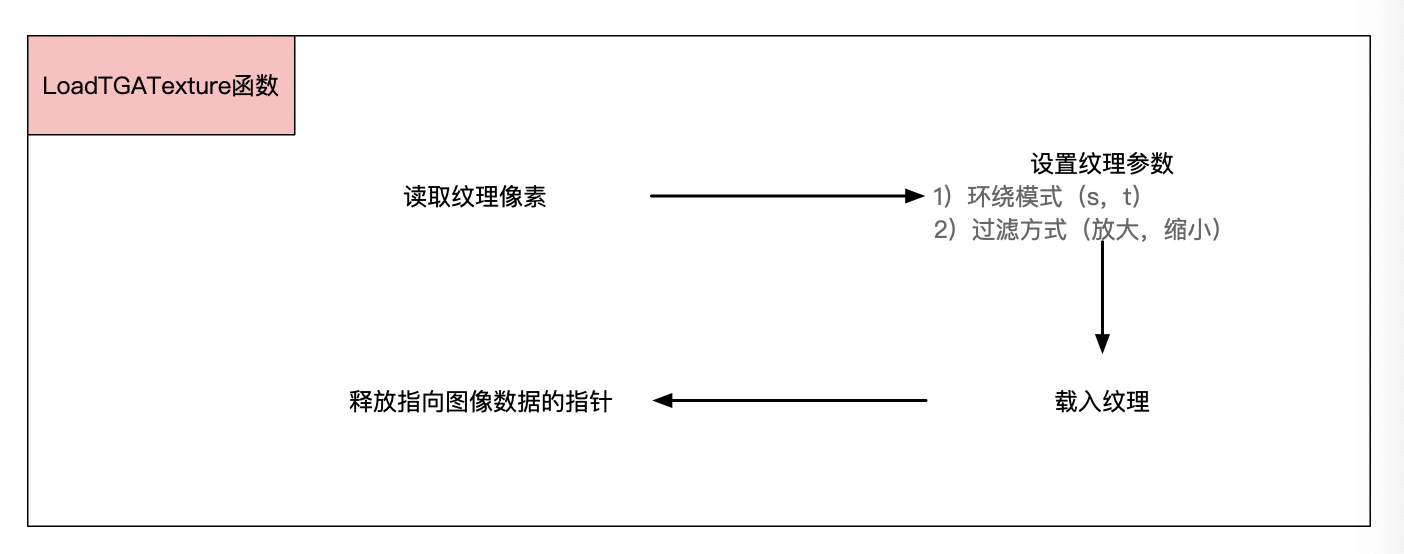 LoadTGATexture函数
设置纹理参数
读取纹理像素
1）环绕模式（s，t）
2）过滤方式（放大，缩小）
释放指向图像数据的指针
载入纹理